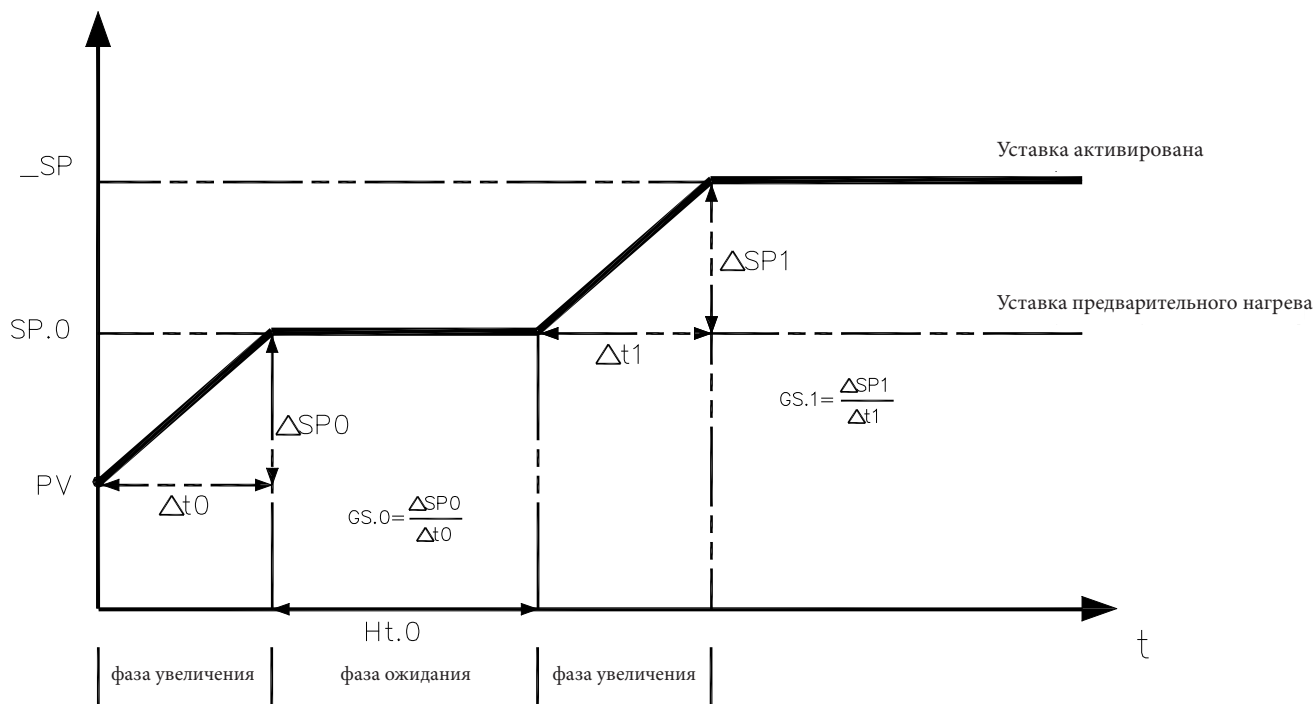 _SP
Уставка активирована
ΔSP1
Уставка предварительного нагрева
SP.0
Δt1
GS.1=ΔSP1/Δt1
ΔSP0
PV
Δt0
GS.0=ΔSP0/Δt0
Ht.0
t
фаза увеличения
фаза ожидания
фаза увеличения